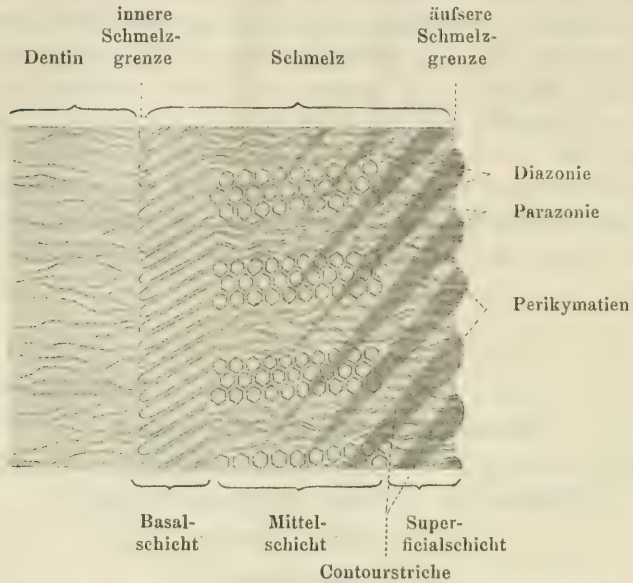 innere
Schmelz-
grenze
äufsere
Schmelz-
grenze
Dentin
Schmelz
Diazonie
Parazonie
Perikymatien
Basal-
schicht
Mittel-
schicht
Super-
ficialschicht
Contourstriche